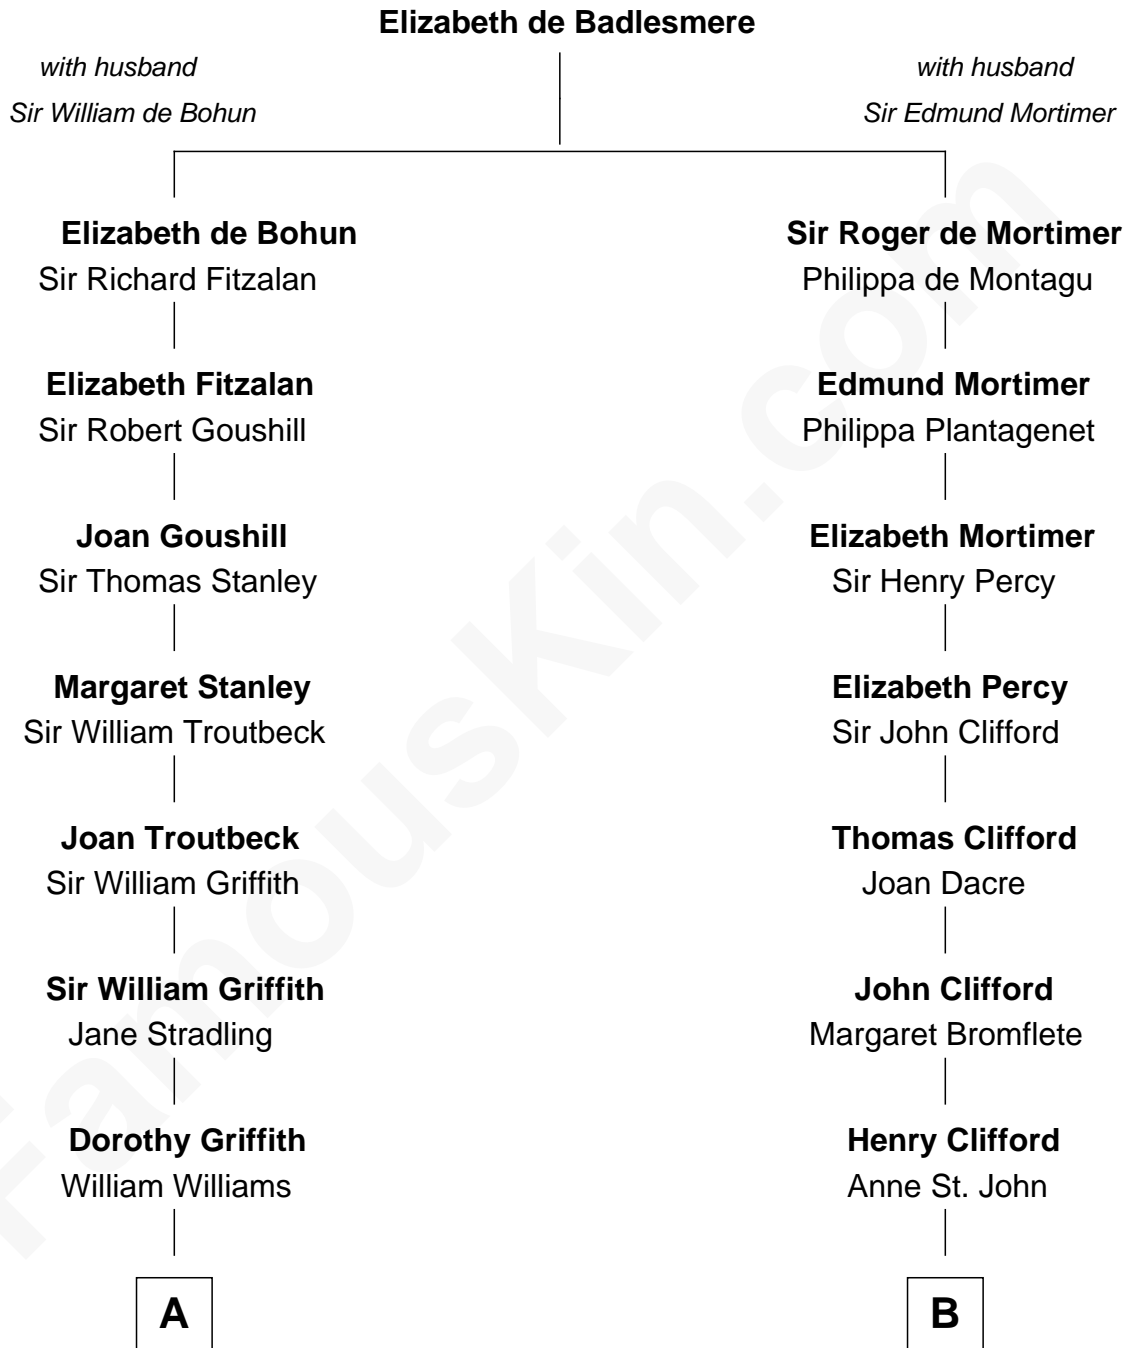 Elizabeth de Badlesmere
with husband
Sir William de Bohun
with husband
Sir Edmund Mortimer
Elizabeth de Bohun
Sir Richard Fitzalan
Sir Roger de Mortimer
Philippa de Montagu
Elizabeth Fitzalan
Sir Robert Goushill
Edmund Mortimer
Philippa Plantagenet
Joan Goushill
Sir Thomas Stanley
Elizabeth Mortimer
Sir Henry Percy
Margaret Stanley
Sir William Troutbeck
Elizabeth Percy
Sir John Clifford
Joan Troutbeck
Sir William Griffith
Thomas Clifford
Joan Dacre
Sir William Griffith
Jane Stradling
John Clifford
Margaret Bromflete
Dorothy Griffith
William Williams
Henry Clifford
Anne St. John
A
B
FamousKin.com